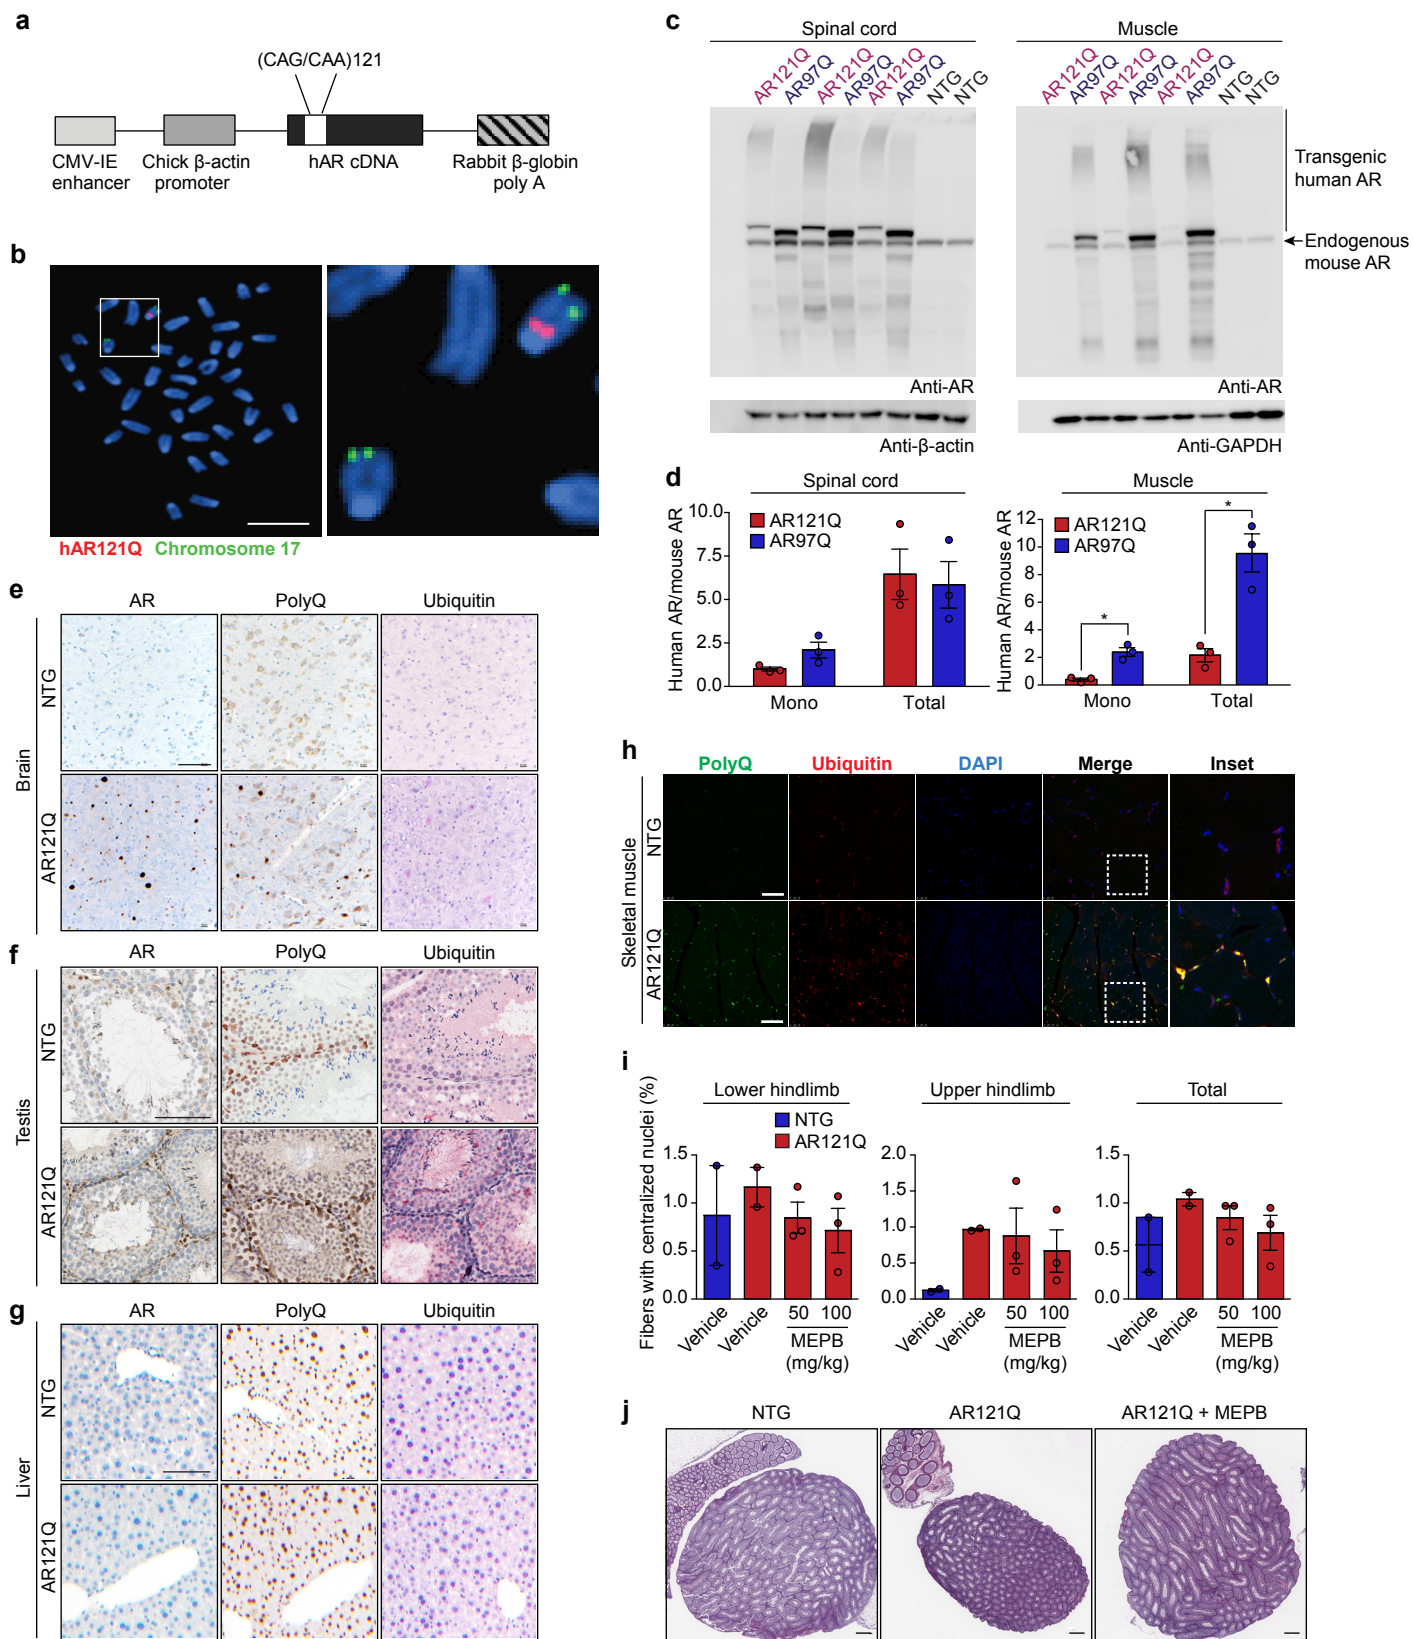 a
(CAG/CAA)121
CMV-IE
enhancer
Chick β-actin
promoter
hAR cDNA
Rabbit β-globin
poly A
b
hAR121Q Chromosome 17
c
Spinal cord
Muscle
AR121Q
AR97Q
AR121Q
AR97Q
AR121Q
AR97Q
NTG
NTG
AR121Q
AR97Q
AR121Q
AR97Q
AR121Q
AR97Q
NTG
NTG
Transgenic
human AR
Endogenous
mouse AR
Anti-AR
Anti-AR
Anti-β-actin
Anti-GAPDH
d
Spinal cord
Human AR/mouse AR
10.0
7.5
5.0
2.5
0.0
AR121Q
AR97Q
Mono
Total
Muscle
Human AR/mouse AR
12
10
8
6
4
2
0
AR121Q
AR97Q
*
*
Mono
Total
e
AR
PolyQ
Ubiquitin
Brain
NTG
AR121Q
f
AR
PolyQ
Ubiquitin
Testis
NTG
AR121Q
g
AR
PolyQ
Ubiquitin
Liver
NTG
AR121Q
h
PolyQ
Ubiquitin
DAPI
Merge
Inset
Skeletal muscle
NTG
AR121Q
i
Fibers with centralized nuclei (%)
Lower hindlimb
NTG
AR121Q
1.5
1.0
0.5
0.0
Vehicle
Vehicle
50
100
MEPB
(mg/kg)
Upper hindlimb
2.0
1.5
1.0
0.5
0.0
Vehicle
Vehicle
50
100
MEPB
(mg/kg)
Total
1.5
1.0
0.5
0.0
Vehicle
Vehicle
50
100
MEPB
(mg/kg)
j
NTG
AR121Q
AR121Q + MEPB